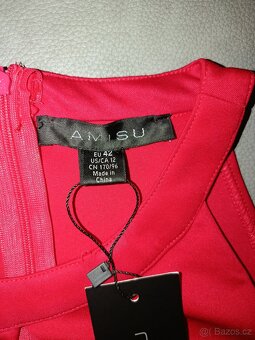 AMISU
EU 42
US/CA 12
CN 170/96
Made in
China
© Bazos.cz